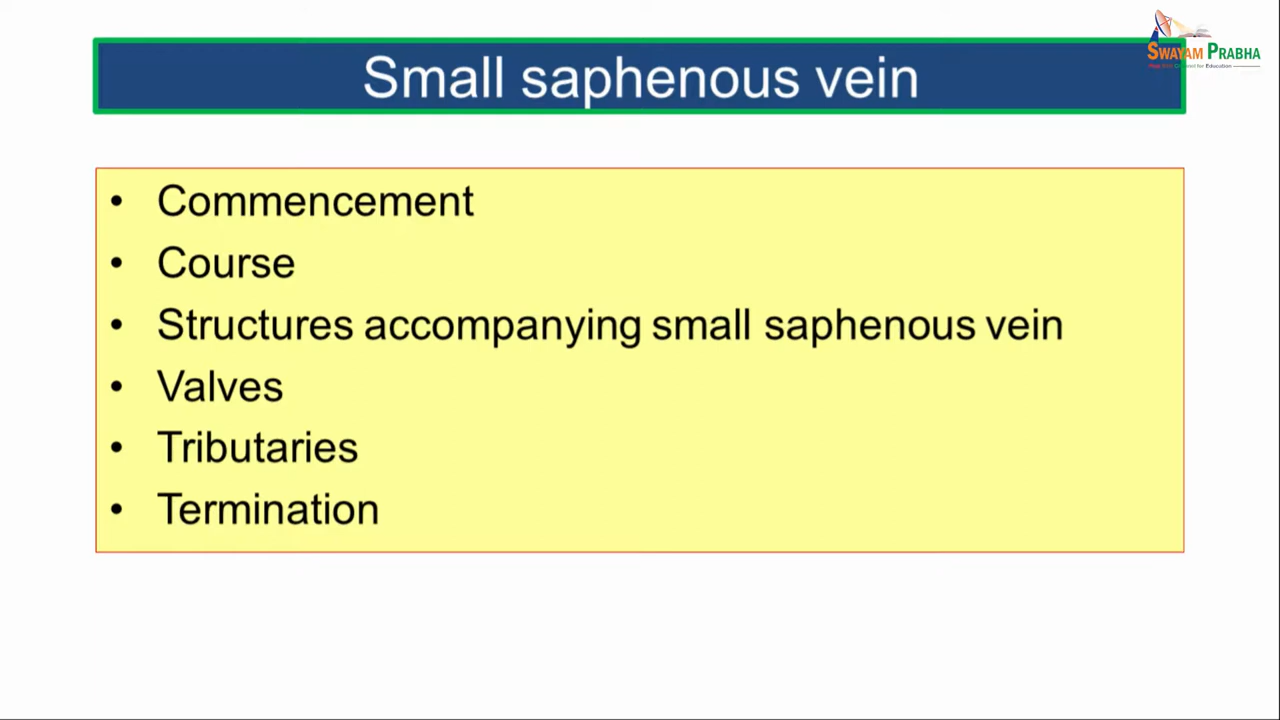 SWAYAM PRABHA
Small saphenous vein
• Commencement
• Course
• Structures accompanying small saphenous vein
• Valves
• Tributaries
• Termination